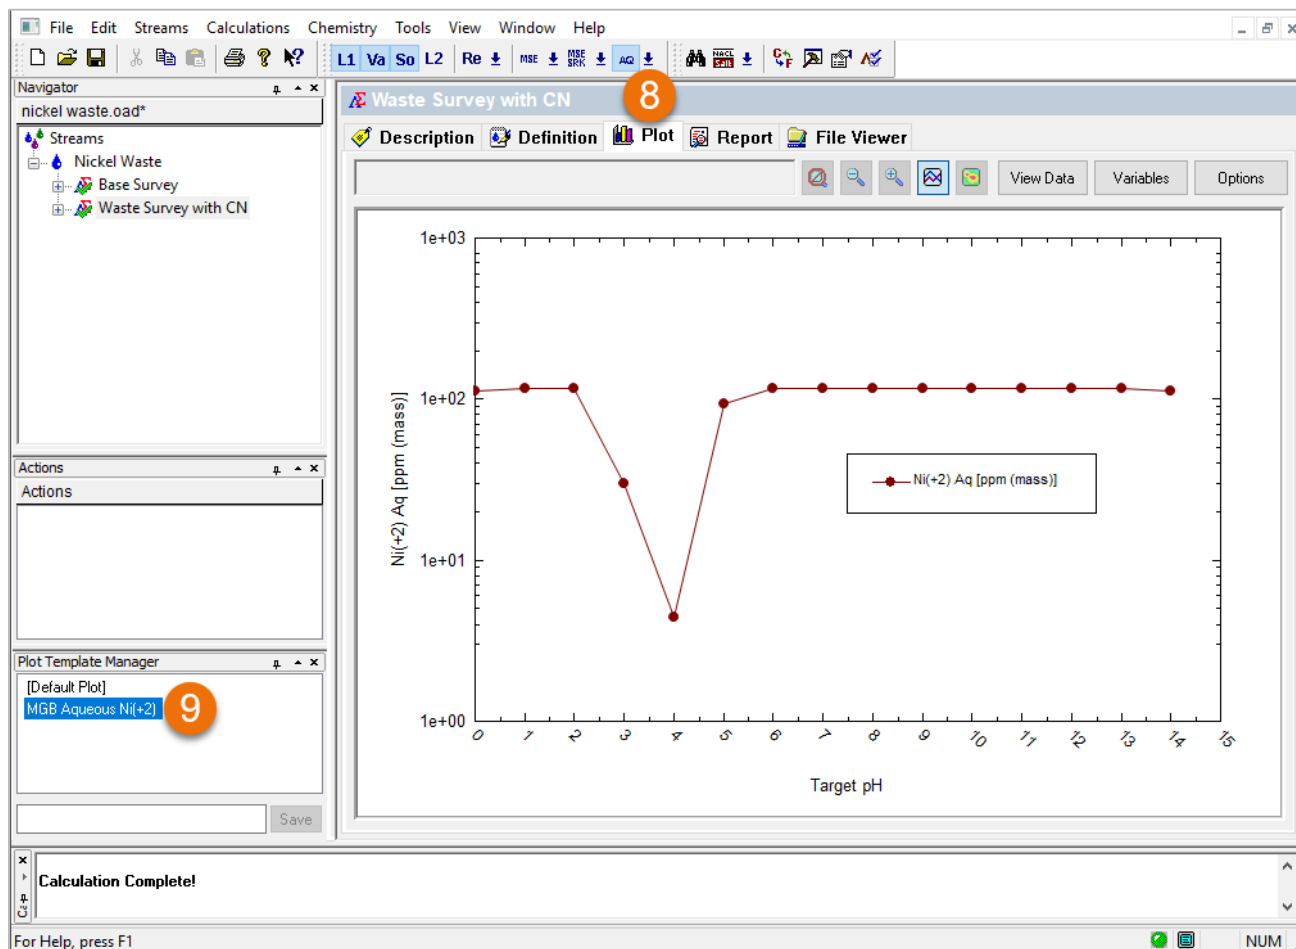 File Edit Streams Calculations Chemistry Tools View Window Help
L1 Va So L2 Re MSE MSE SRK AQ NACL Salt C F
Navigator
nickel waste.oad*
Streams
Nickel Waste
Base Survey
Waste Survey with CN
Waste Survey with CN
8
Description Definition Plot Report File Viewer
View Data Variables Options
1e+03
1e+02
1e+01
1e+00
Ni(+2) Aq [ppm (mass)]
Ni(+2) Aq [ppm (mass)]
0 1 2 3 4 5 6 7 8 9 10 11 12 13 14 15
Target pH
Actions
Actions
Plot Template Manager
[Default Plot]
MGB Aqueous Ni(+2)
9
Save
Calculation Complete!
For Help, press F1
NUM